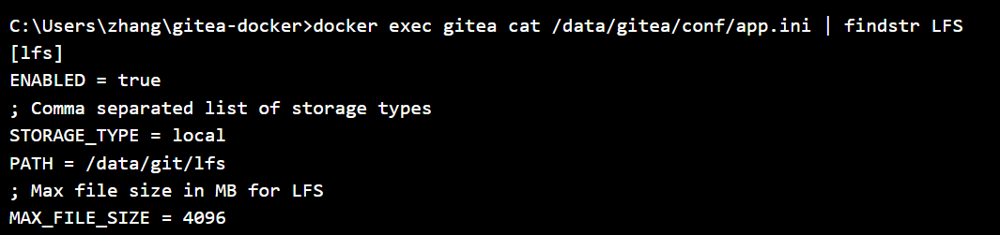 C:\Users\zhang\gitea-docker>docker exec gitea cat /data/gitea/conf/app.ini | findstr LFS
[lfs]
ENABLED = true
; Comma separated list of storage types
STORAGE_TYPE = local
PATH = /data/git/lfs
; Max file size in MB for LFS
MAX_FILE_SIZE = 4096